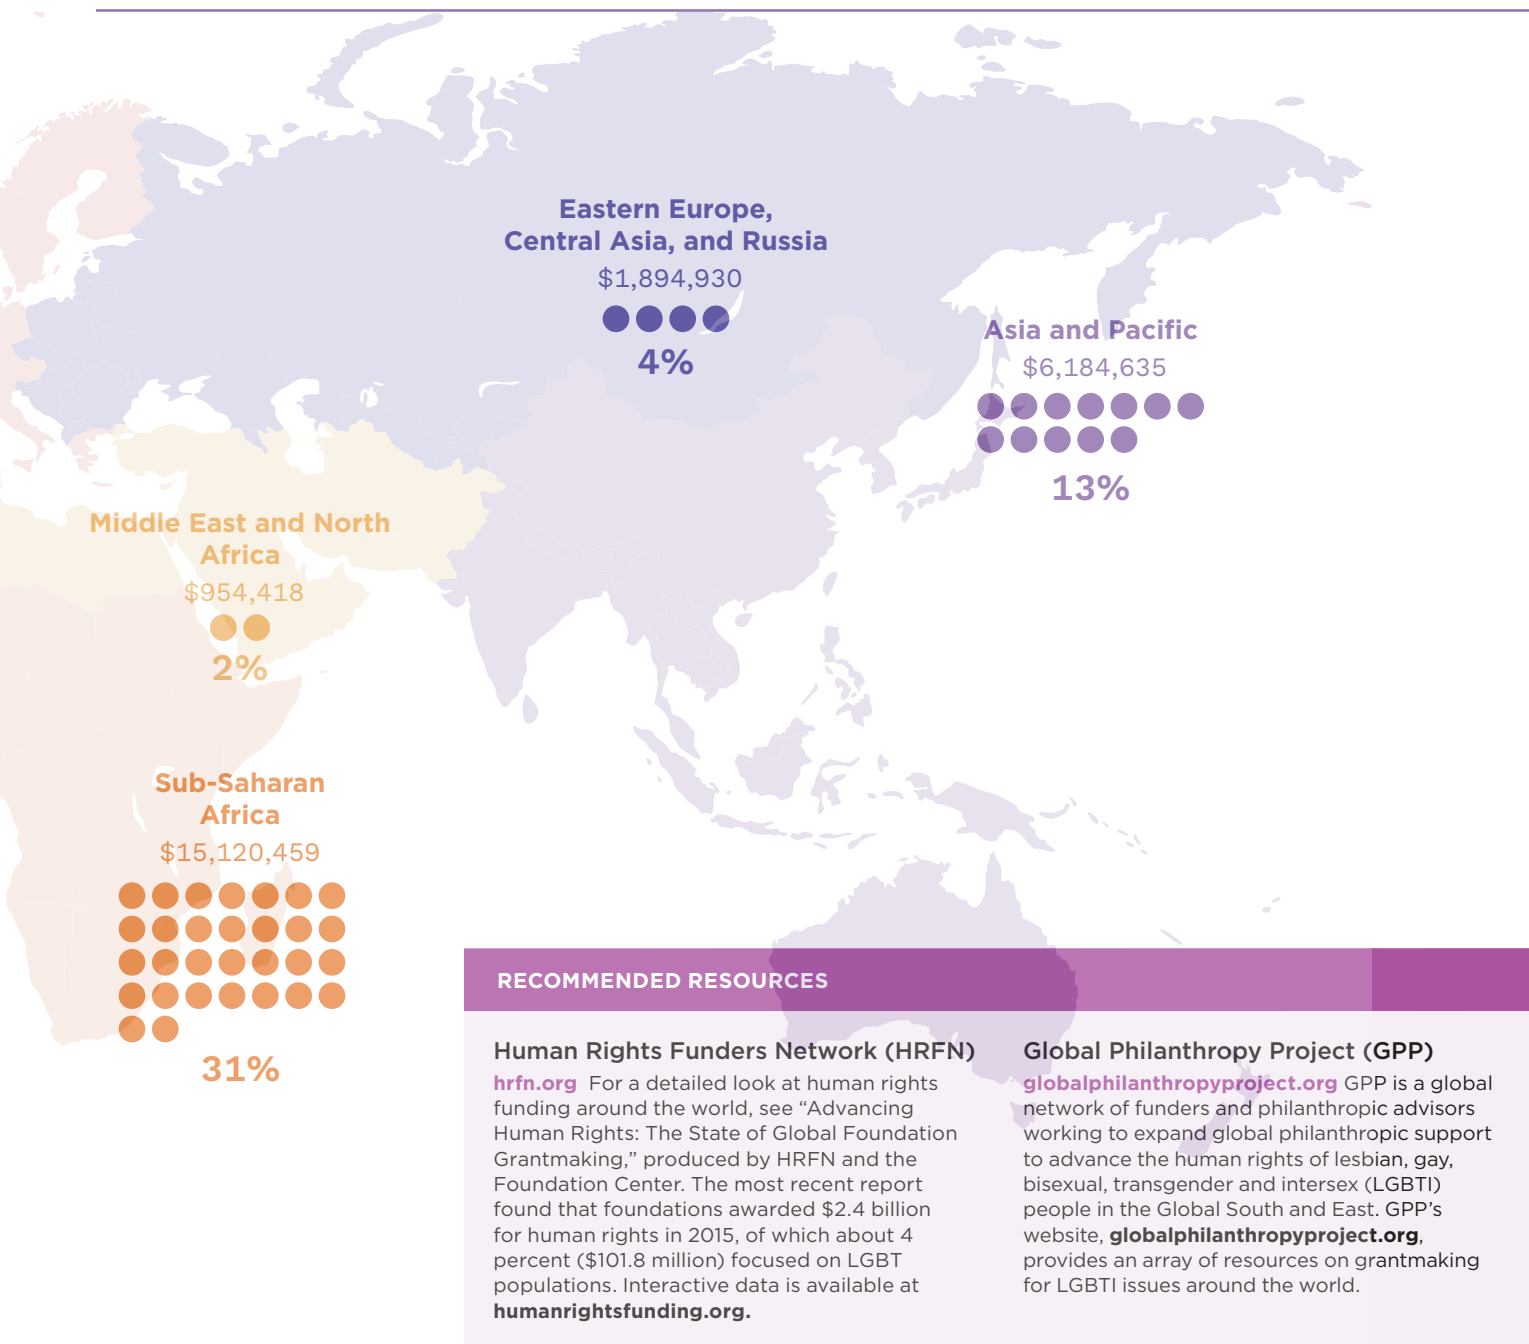 Eastern Europe,
Central Asia, and Russia
$1,894,930
4%
Asia and Pacific
$6,184,635
13%
Middle East and North
Africa
$954,418
2%
Sub-Saharan
Africa
$15,120,459
31%
RECOMMENDED RESOURCES
Human Rights Funders Network (HRFN)
hrfn.org For a detailed look at human rights
funding around the world, see “Advancing
Human Rights: The State of Global Foundation
Grantmaking,” produced by HRFN and the
Foundation Center. The most recent report
found that foundations awarded $2.4 billion
for human rights in 2015, of which about 4
percent ($101.8 million) focused on LGBT
populations. Interactive data is available at
humanrightsfunding.org.
Global Philanthropy Project (GPP)
globalphilanthropyproject.org GPP is a global
network of funders and philanthropic advisors
working to expand global philanthropic support
to advance the human rights of lesbian, gay,
bisexual, transgender and intersex (LGBTI)
people in the Global South and East. GPP’s
website, globalphilanthropyproject.org,
provides an array of resources on grantmaking
for LGBTI issues around the world.